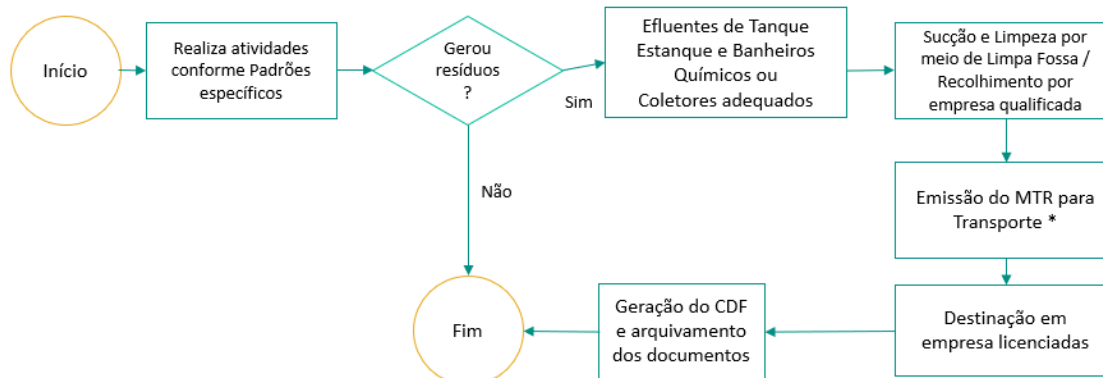 Início
Realiza atividades
conforme Padrões
específicos
Gerou
resíduos
?
Sim
Efluentes de Tanque
Estanque e Banheiros
Químicos ou
Coletores adequados
Sucção e Limpeza por
meio de Limpa Fossa /
Recolhimento por
empresa qualificada
Não
Emissão do MTR para
Transporte *
Destinação em
empresa licenciadas
Geração do CDF
e arquivamento
dos documentos
Fim